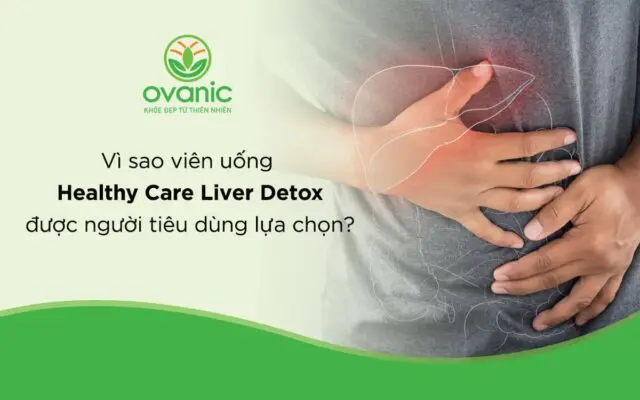 ovanic
KHỎE ĐẸP TỪ THIÊN NHIÊN
Vì sao viên uống
Healthy Care Liver Detox
được người tiêu dùng lựa chọn?